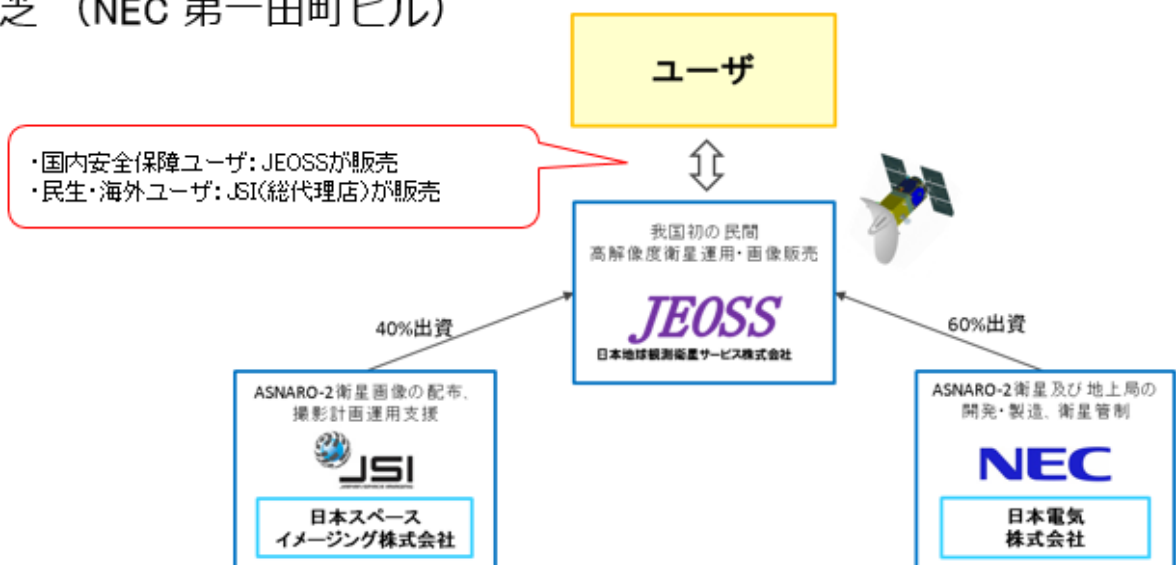 芝 （NEC 第一田町ビル）
ユーザ
・国内安全保障ユーザ：JEOSSが販売
・民生・海外ユーザ：JSI(総代理店)が販売
我国初の民間
高解像度衛星運用・画像販売
JEOSS
日本地球観測衛星サービス株式会社
40%出資
60%出資
ASNARO-2衛星画像の配布、
撮影計画運用支援
JSI
日本スペース
イメージング株式会社
ASNARO-2衛星及び地上局の
開発・製造、衛星管制
NEC
日本電気
株式会社